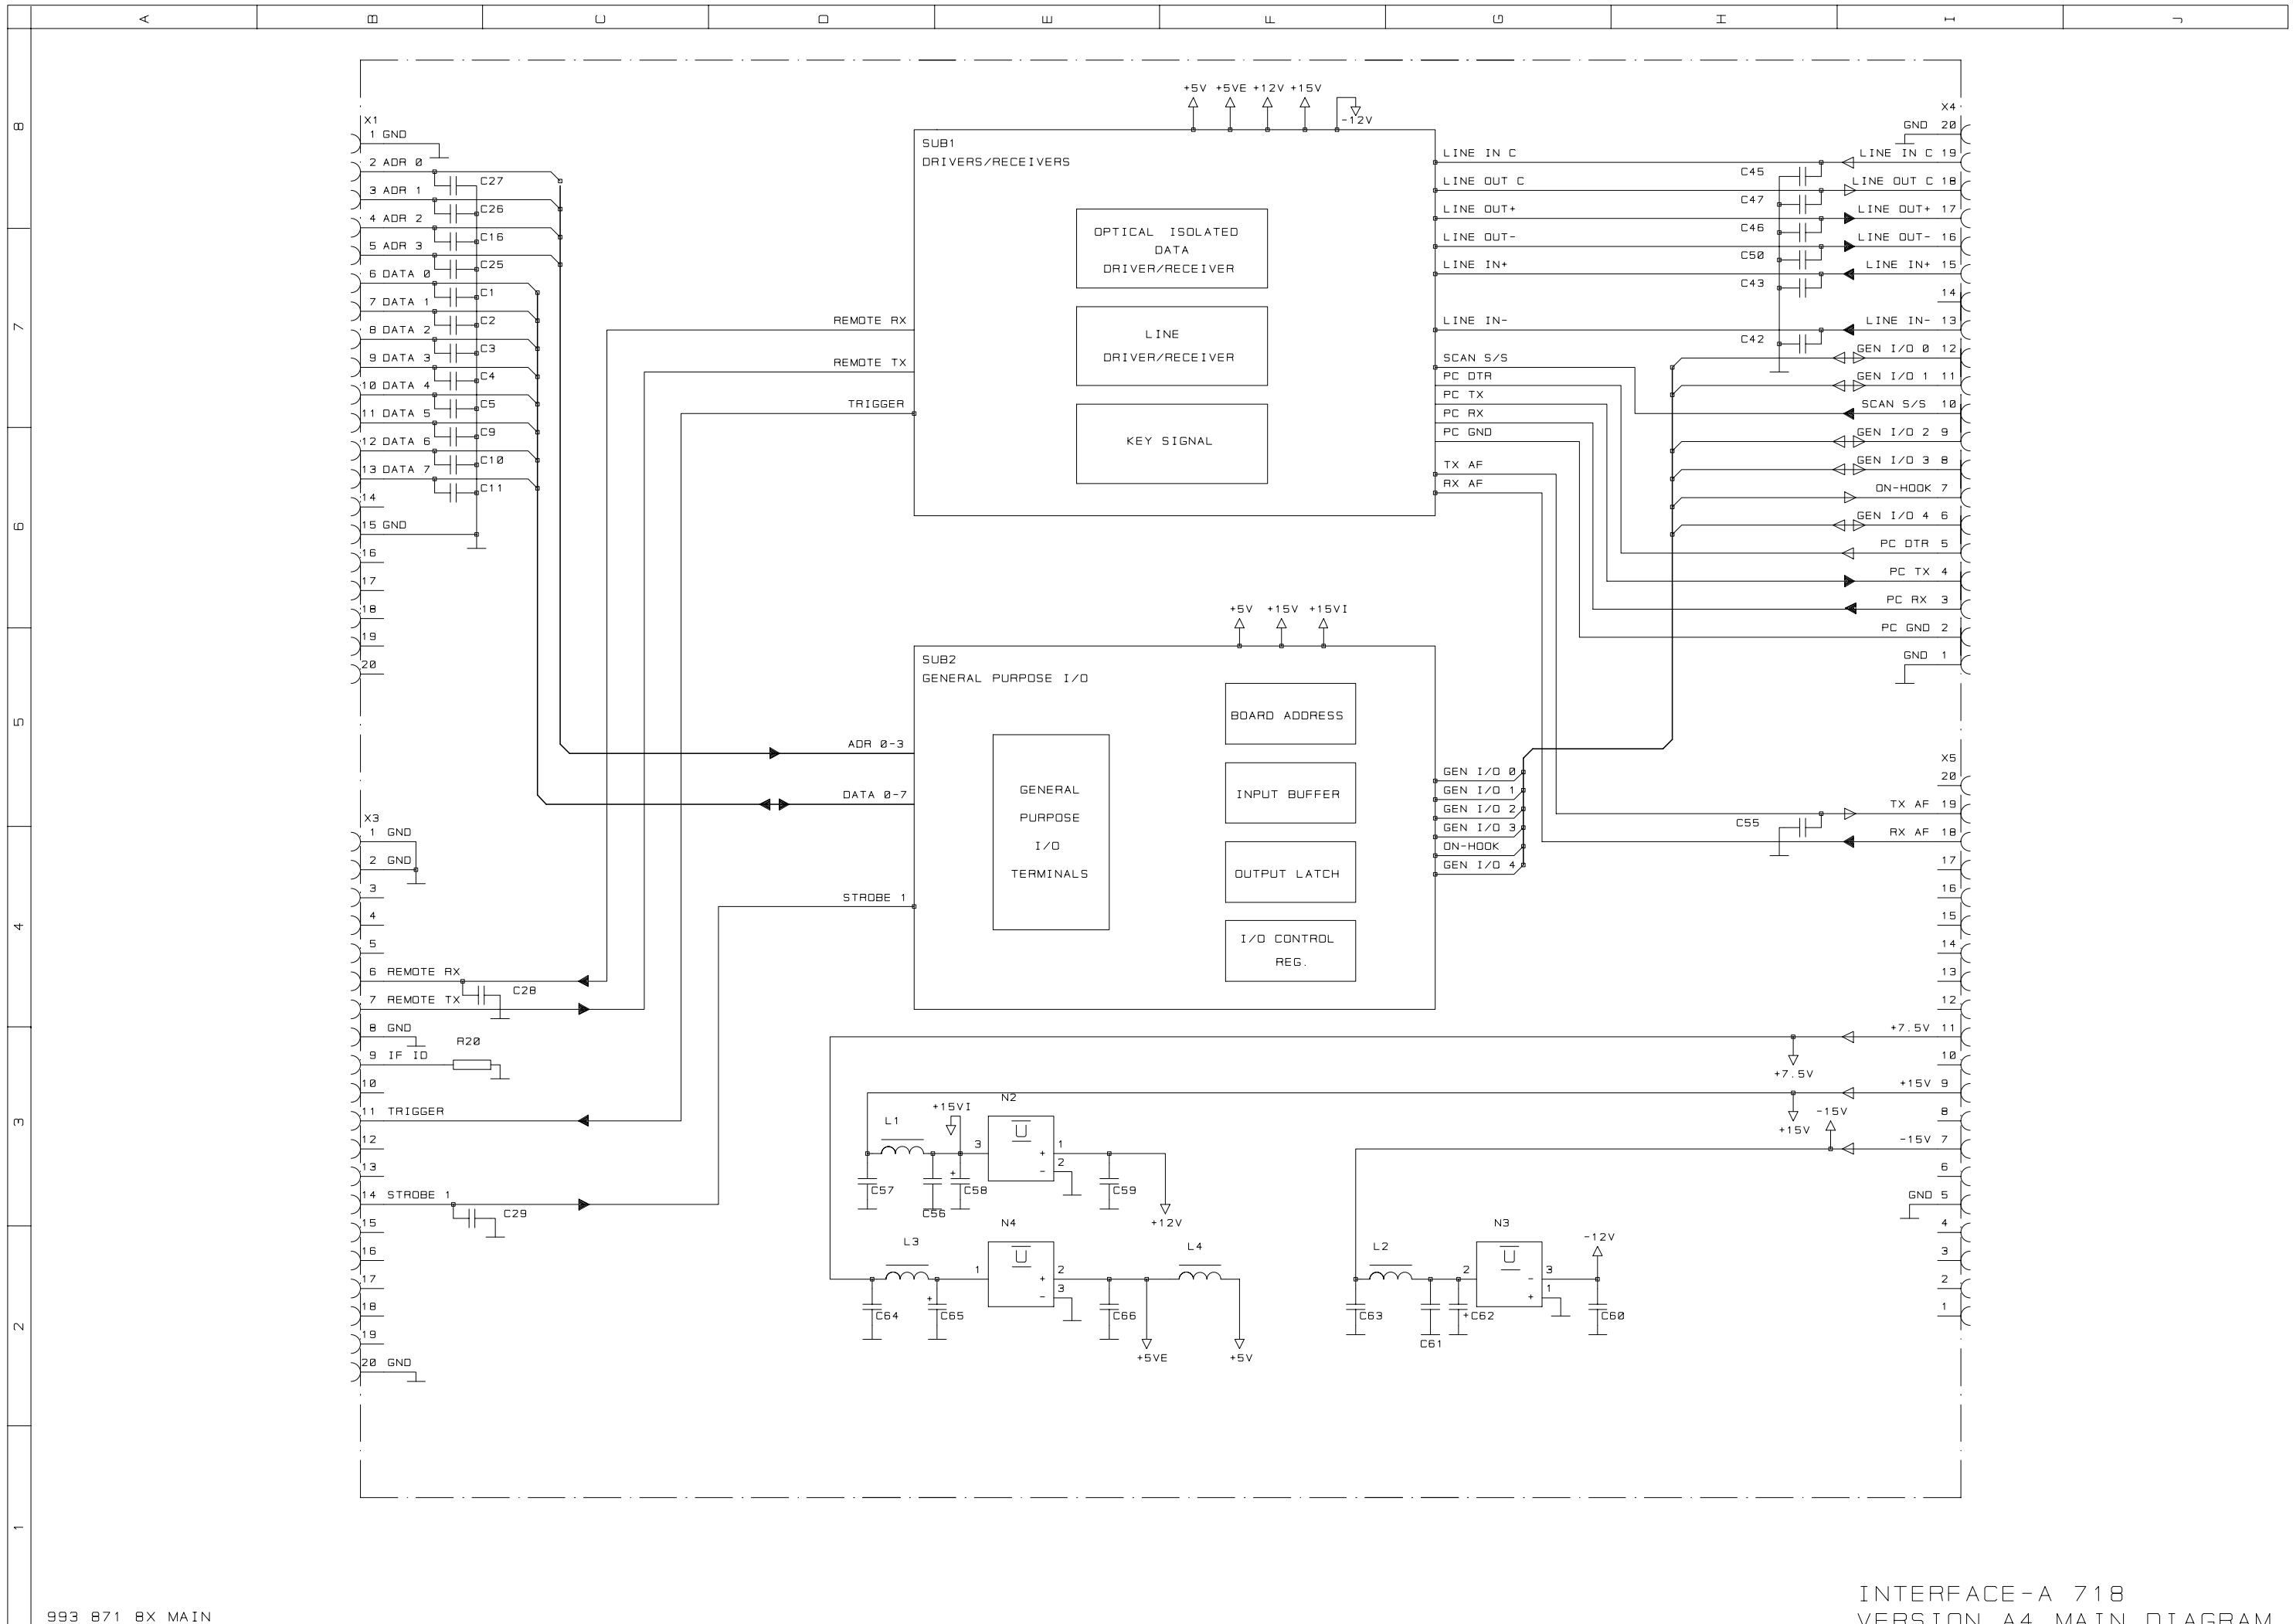 A B C D E F G H I J
8
7
6
5
4
3
2
1
X1
1 GND
2 ADR 0
C27
3 ADR 1
C26
4 ADR 2
C16
5 ADR 3
C25
6 DATA 0
C1
7 DATA 1
C2
8 DATA 2
C3
9 DATA 3
C4
10 DATA 4
C5
11 DATA 5
C9
12 DATA 6
C10
13 DATA 7
C11
14
15 GND
16
17
18
19
20
X3
1 GND
2 GND
3
4
5
6 REMOTE RX
C28
7 REMOTE TX
8 GND
R20
9 IF ID
10
11 TRIGGER
12
13
14 STROBE 1
C29
15
16
17
18
19
20 GND
+5V +5VE +12V +15V
-12V
SUB1
DRIVERS/RECEIVERS
OPTICAL ISOLATED
DATA
DRIVER/RECEIVER
LINE
DRIVER/RECEIVER
KEY SIGNAL
REMOTE RX
REMOTE TX
TRIGGER
LINE IN C
LINE OUT C
LINE OUT+
LINE OUT-
LINE IN+
LINE IN-
SCAN S/S
PC DTR
PC TX
PC RX
PC GND
TX AF
RX AF
C45
C47
C46
C50
C43
C42
+5V +15V +15VI
SUB2
GENERAL PURPOSE I/O
BOARD ADDRESS
GENERAL
PURPOSE
I/O
TERMINALS
INPUT BUFFER
OUTPUT LATCH
I/O CONTROL
REG.
ADR 0-3
DATA 0-7
STROBE 1
GEN I/O 0
GEN I/O 1
GEN I/O 2
GEN I/O 3
ON-HOOK
GEN I/O 4
X4
GND 20
LINE IN C 19
LINE OUT C 18
LINE OUT+ 17
LINE OUT- 16
LINE IN+ 15
14
LINE IN- 13
GEN I/O 0 12
GEN I/O 1 11
SCAN S/S 10
GEN I/O 2 9
GEN I/O 3 8
ON-HOOK 7
GEN I/O 4 6
PC DTR 5
PC TX 4
PC RX 3
PC GND 2
GND 1
X5
20
TX AF 19
C55
RX AF 18
17
16
15
14
13
12
+7.5V 11
10
+7.5V
+15V 9
8
+15V
-15V
-15V 7
6
GND 5
4
3
2
1
L1
+15VI
N2
U
3
1
+
2
-
C57
C56
+
C58
C59
+12V
L3
N4
U
1
2
+
3
-
L4
C64
+
C65
C66
+5VE
+5V
L2
N3
U
2
3
-
1
+
-12V
C63
C61
+
C62
C60
993 871 8X MAIN
INTERFACE-A 718
VERSION A4 MAIN DIAGRAM